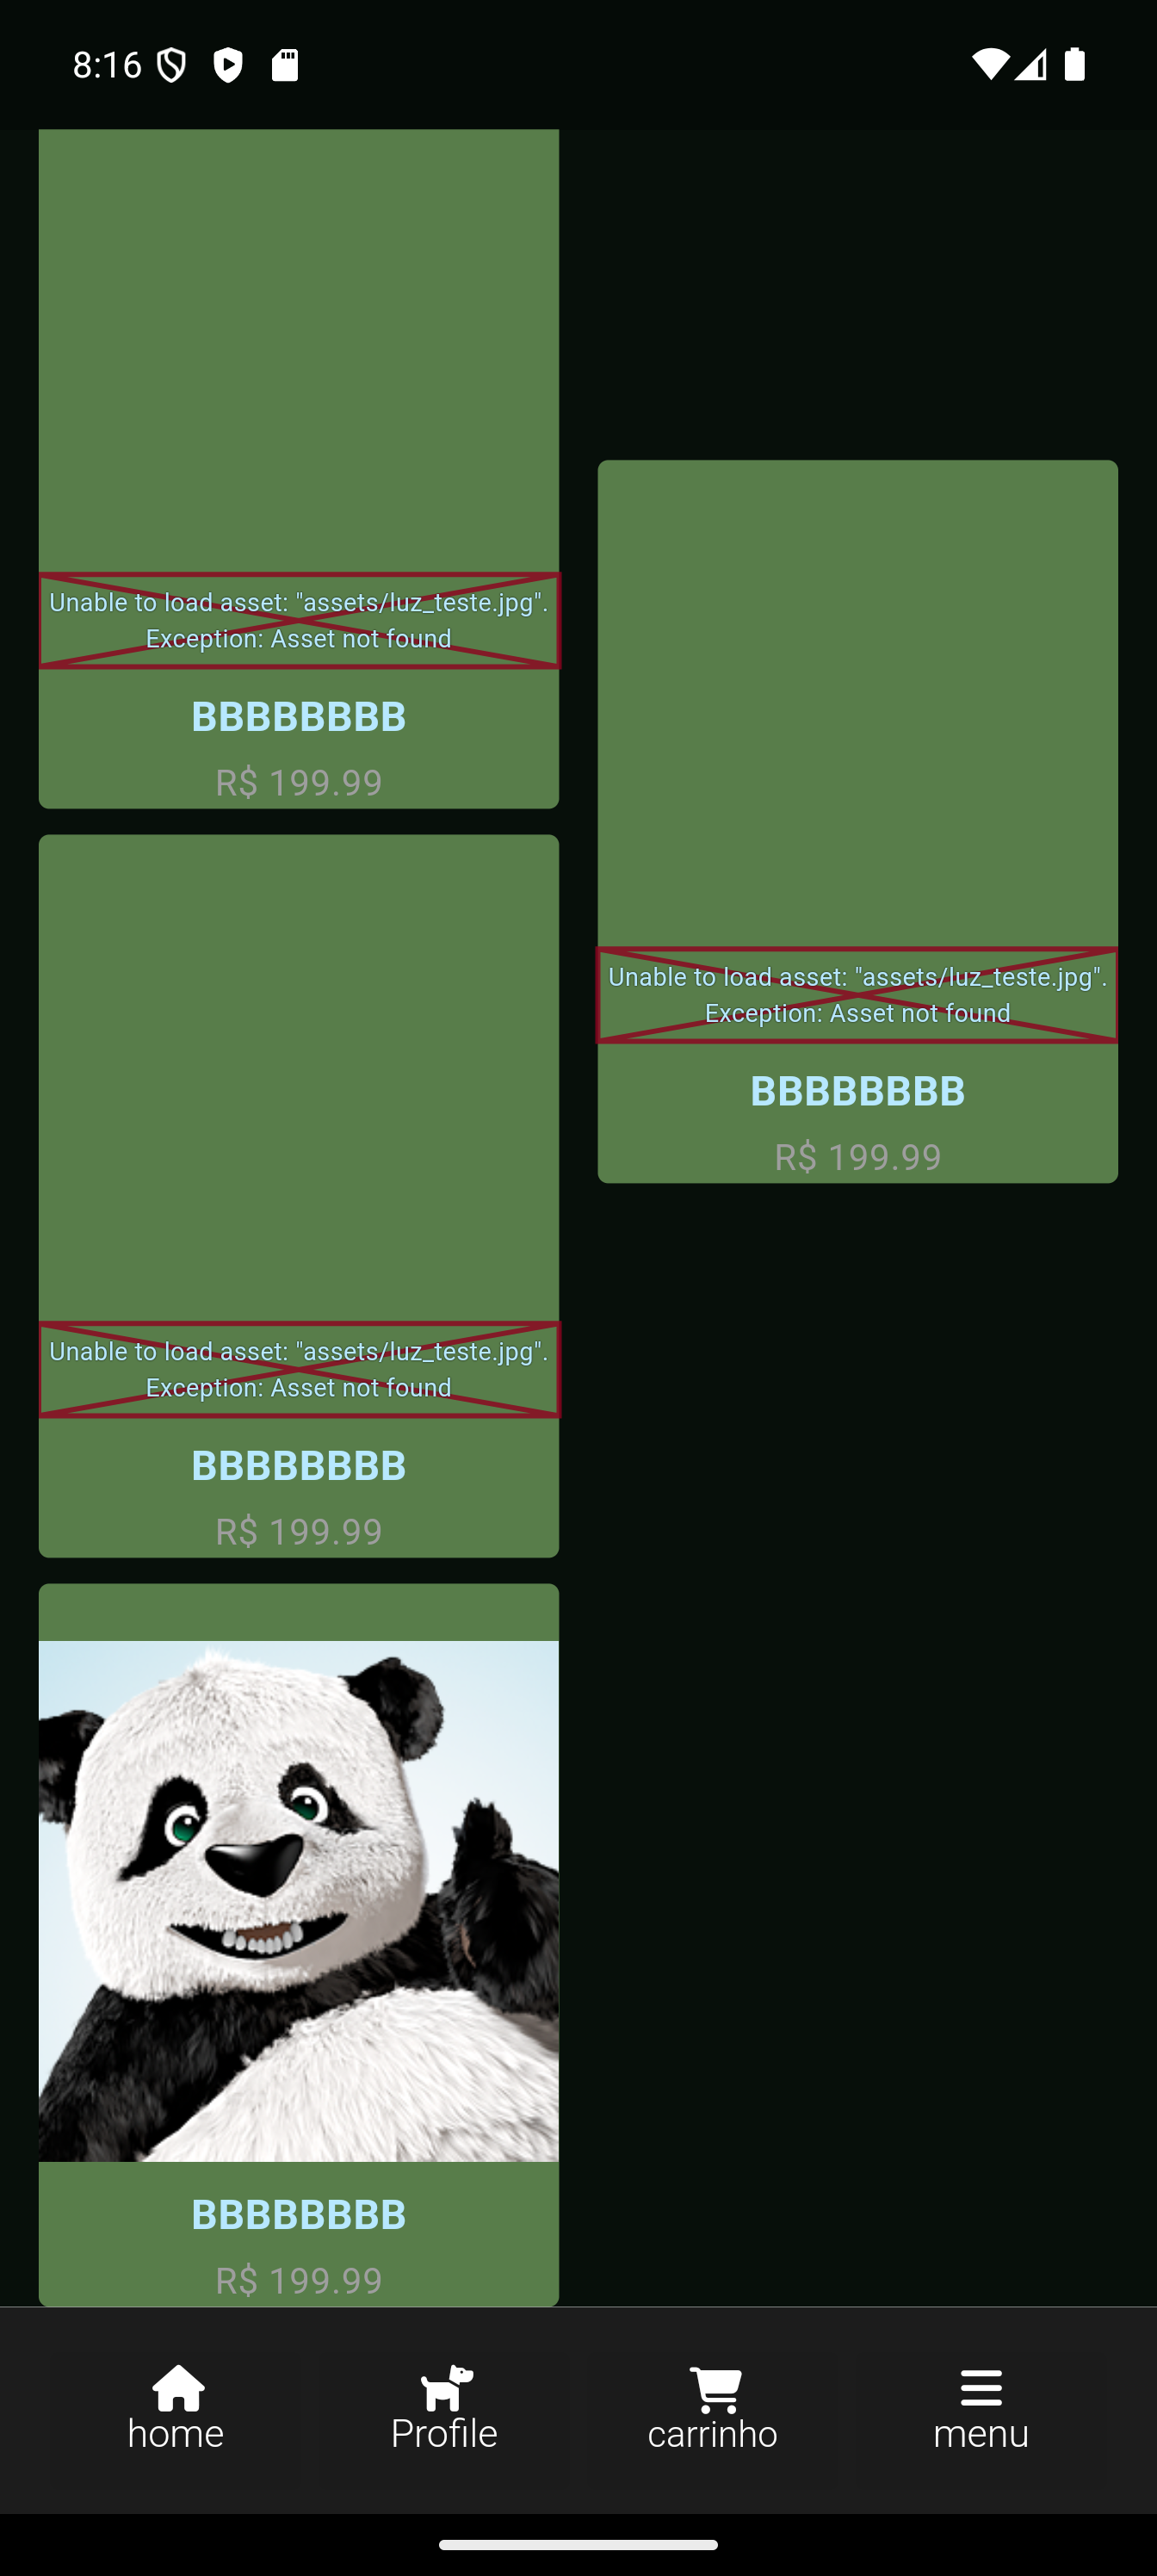 8:16
Unable to load asset: "assets/luz_teste.jpg".
Exception: Asset not found
BBBBBBBB
R$ 199.99
Unable to load asset: "assets/luz_teste.jpg".
Exception: Asset not found
BBBBBBBB
R$ 199.99
Unable to load asset: "assets/luz_teste.jpg".
Exception: Asset not found
BBBBBBBB
R$ 199.99
BBBBBBBB
R$ 199.99
home
Profile
carrinho
menu